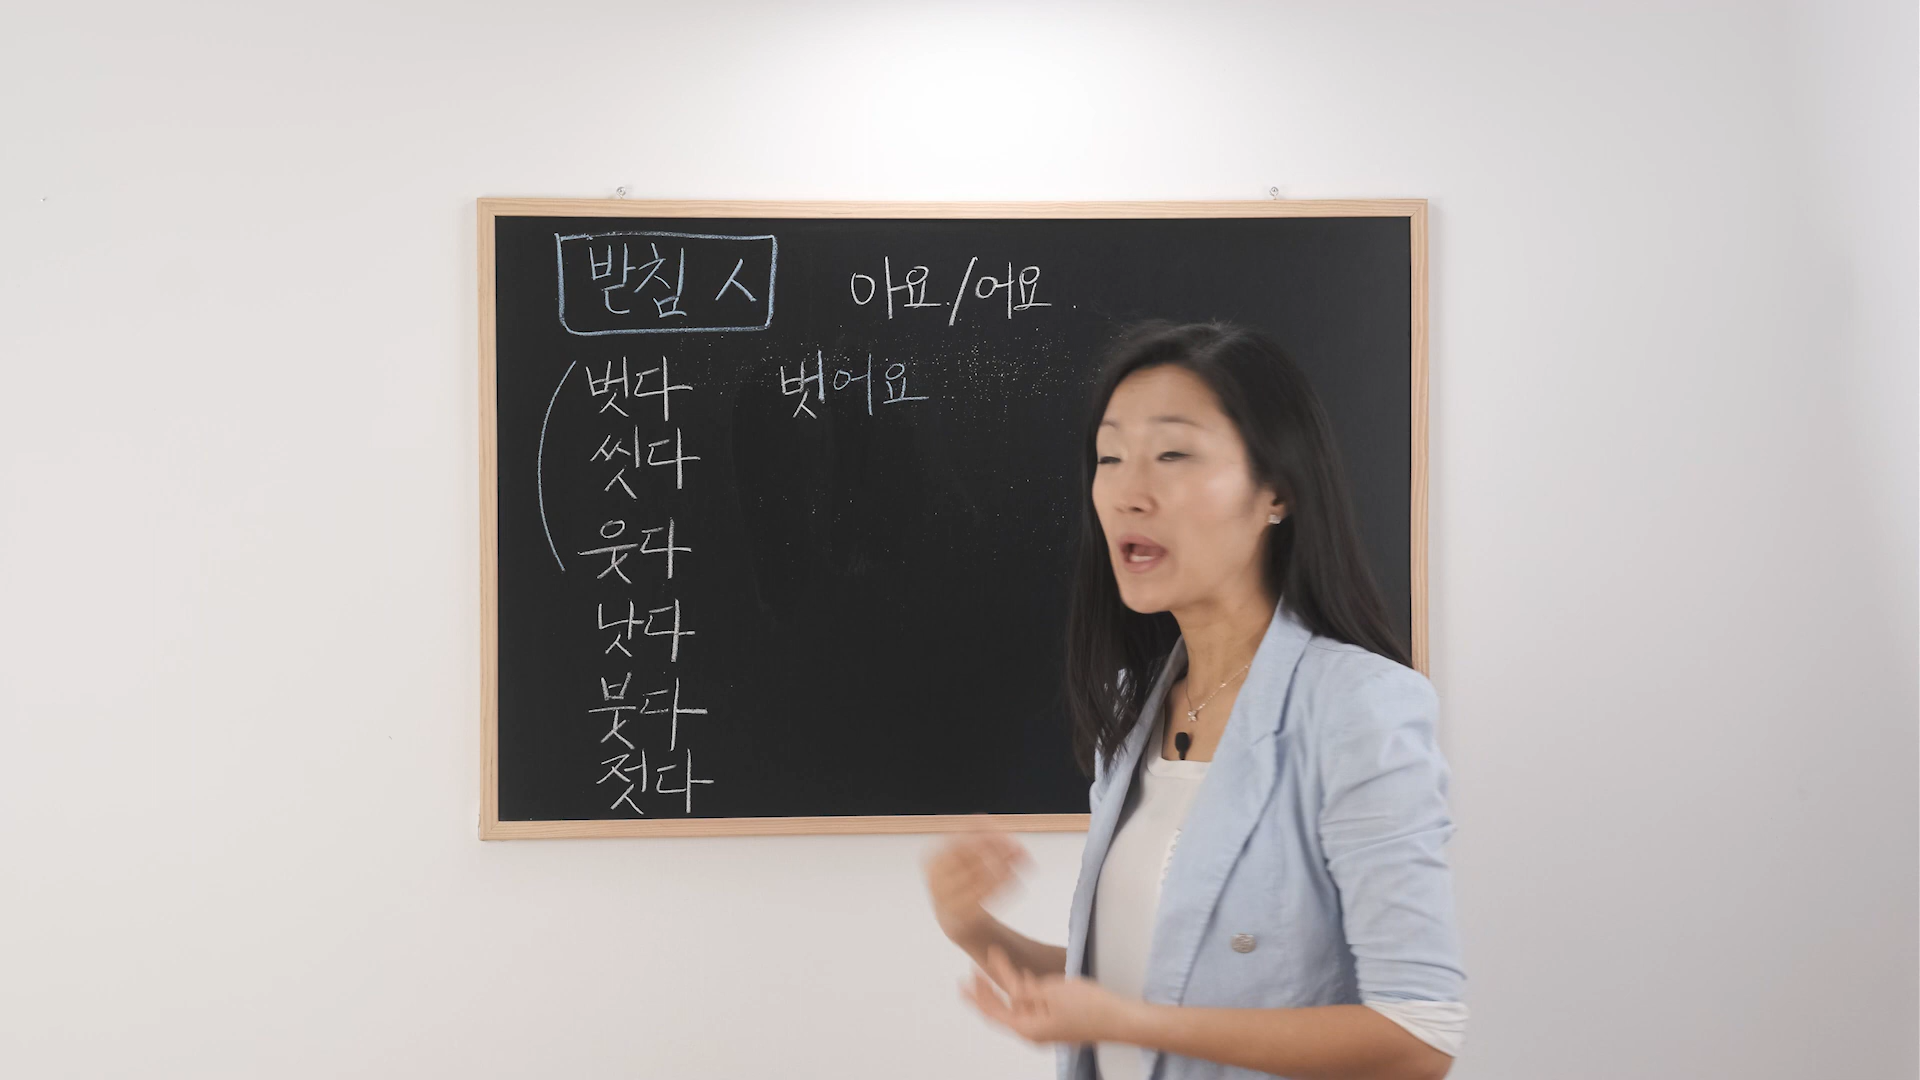 받침 ㅅ 아요./어요.
벗다 벗어요
씻다
웃다
낫다
붓다
젓다